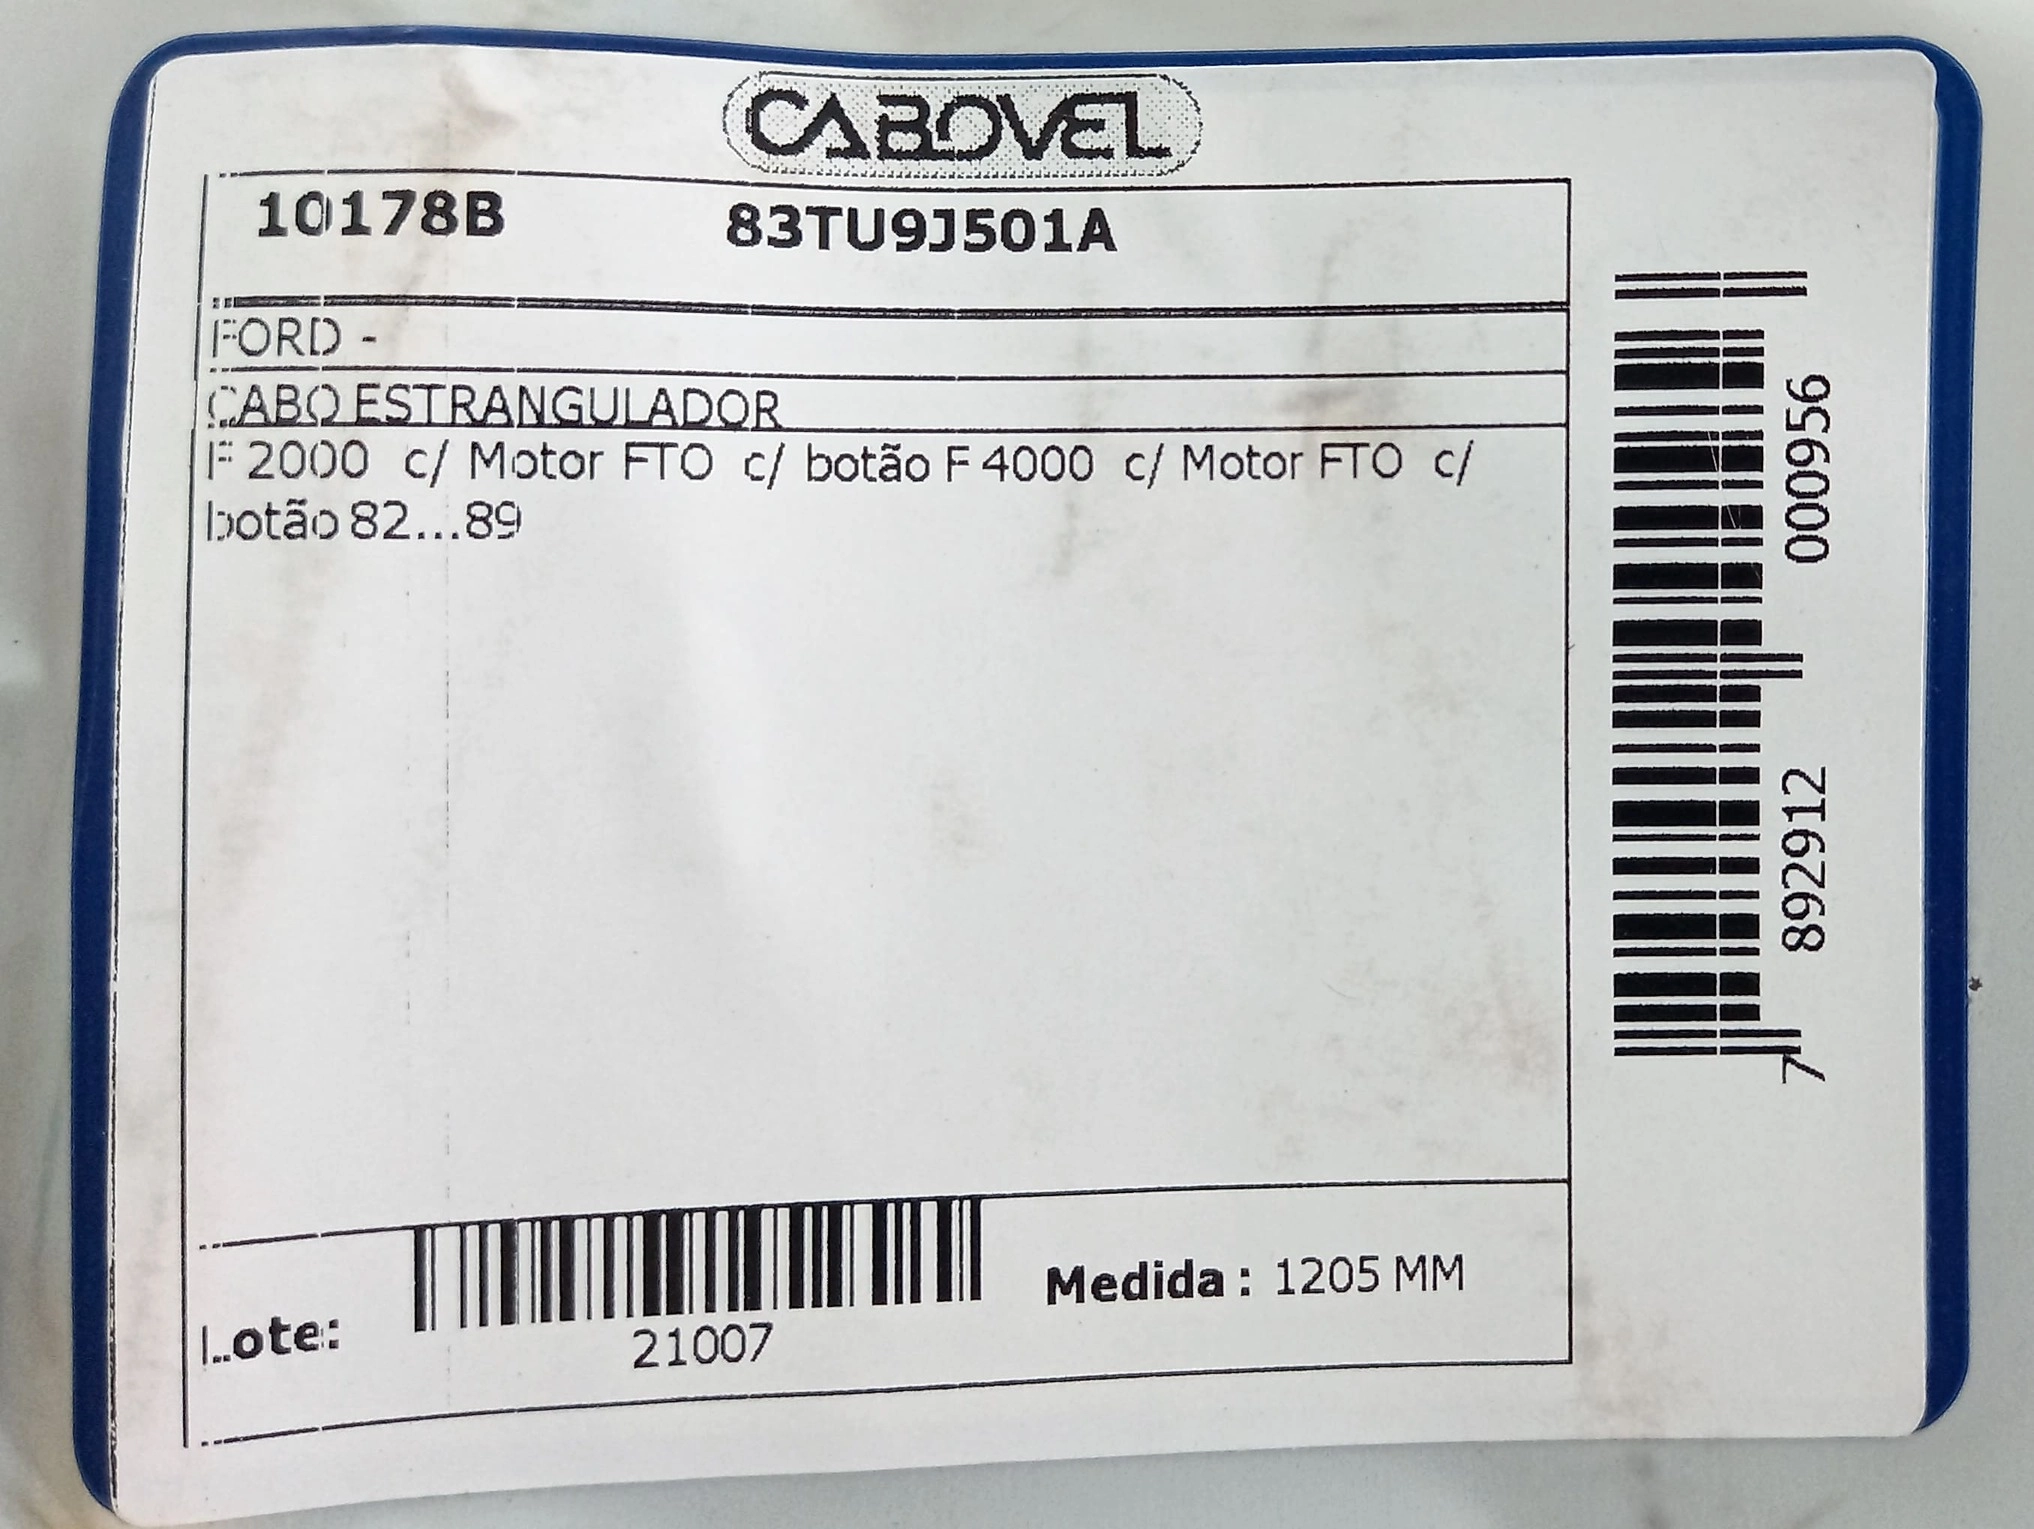 CABOVEL
10178B 83TU9J501A
FORD -
CABO ESTRANGULADOR
F 2000 c/ Motor FTO c/ botão F 4000 c/ Motor FTO c/
botão 82...89
Lote:
21007
Medida : 1205 MM
7 892912 000956